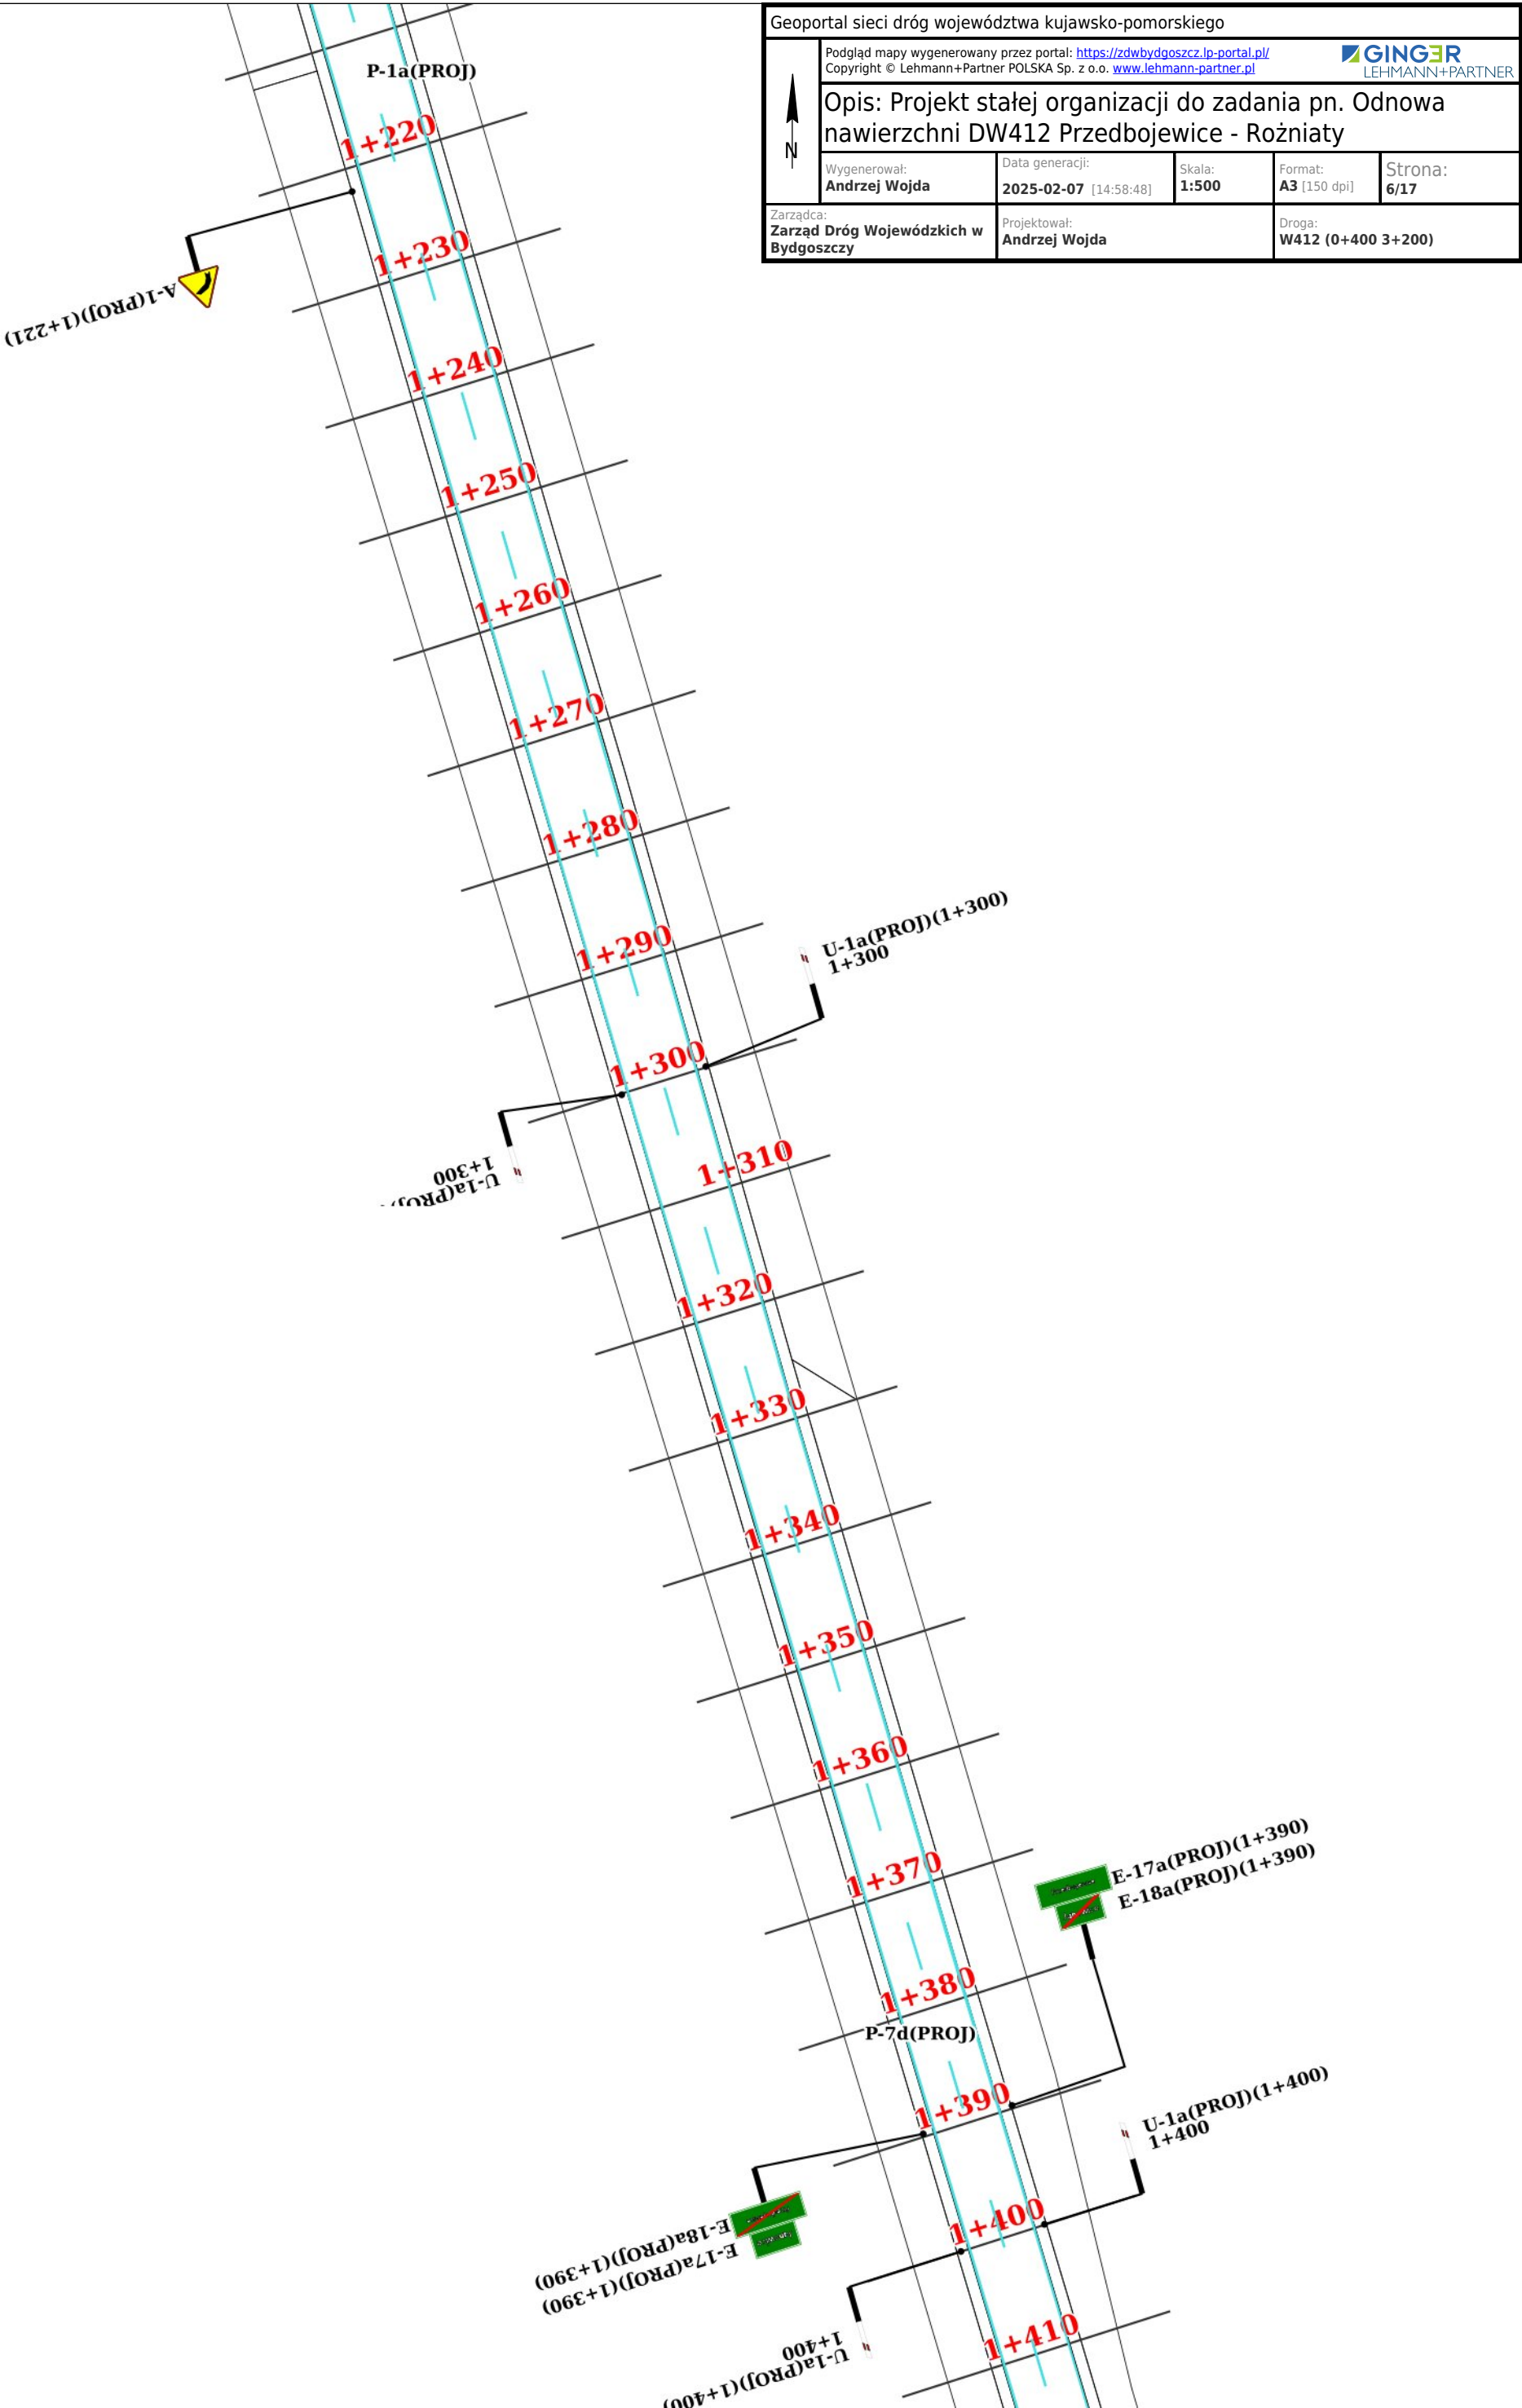 Geoportal sieci dróg województwa kujawsko-pomorskiego
Podgląd mapy wygenerowany przez portal: https://zdwbydgoszcz.lp-portal.pl/
Copyright © Lehmann+Partner POLSKA Sp. z o.o. www.lehmann-partner.pl
GINGER
LEHMANN+PARTNER
Opis: Projekt stałej organizacji do zadania pn. Odnowa
nawierzchni DW412 Przedbojewice - Rożniaty
N
Wygenerował:
Andrzej Wojda
Data generacji:
2025-02-07 [14:58:48]
Skala:
1:500
Format:
A3 [150 dpi]
Strona:
6/17
Zarządca:
Zarząd Dróg Wojewódzkich w
Bydgoszczy
Projektował:
Andrzej Wojda
Droga:
W412 (0+400 3+200)
P-1a(PROJ)
1+220
1+230
A-1(PROJ)(1+221)
1+240
1+250
1+260
1+270
1+280
1+290
U-1a(PROJ)(1+300)
1+300
1+300
1+300
U-1a(PROJ)
1+310
1+320
1+330
1+340
1+350
1+360
1+370
E-17a(PROJ)(1+390)
E-18a(PROJ)(1+390)
1+380
P-7d(PROJ)
1+390
U-1a(PROJ)(1+400)
1+400
E-18a(PROJ)(1+390)
E-17a(PROJ)(1+390)
1+400
1+410
1+400
U-1a(PROJ)(1+400)